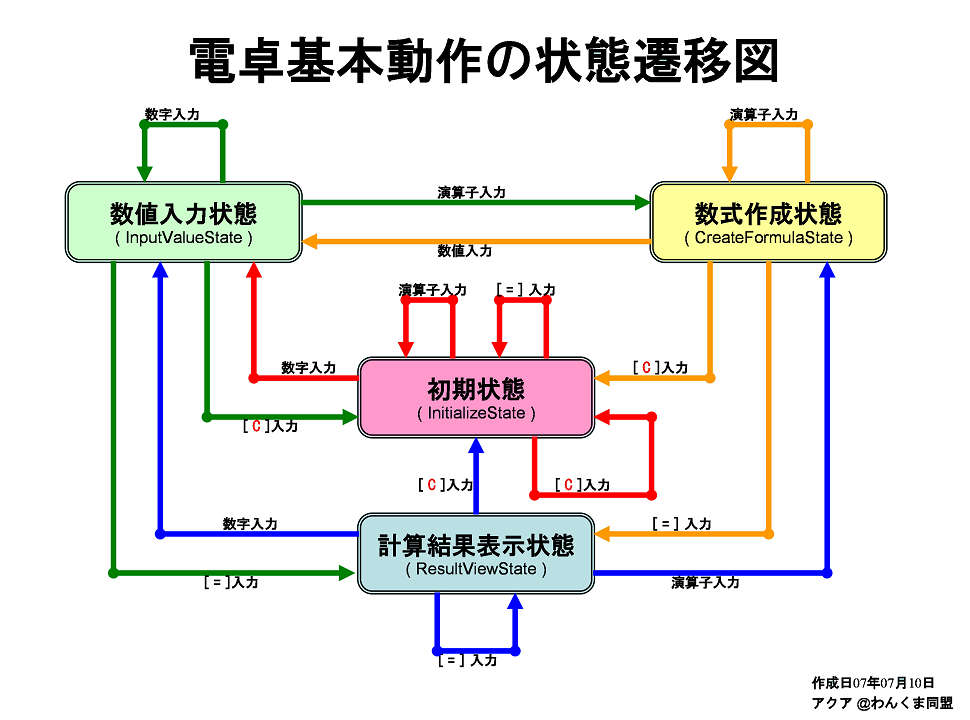 電卓基本動作の状態遷移図
数字入力
演算子入力
数値入力状態
( InputValueState )
演算子入力
数値入力
数式作成状態
( CreateFormulaState )
演算子入力
[ = ] 入力
数字入力
[ C ]入力
初期状態
( InitializeState )
[ C ]入力
[ C ]入力
[ C ]入力
数字入力
[ = ] 入力
計算結果表示状態
( ResultViewState )
[ = ]入力
演算子入力
[ = ] 入力
作成日07年07月10日
アクア @わんくま同盟